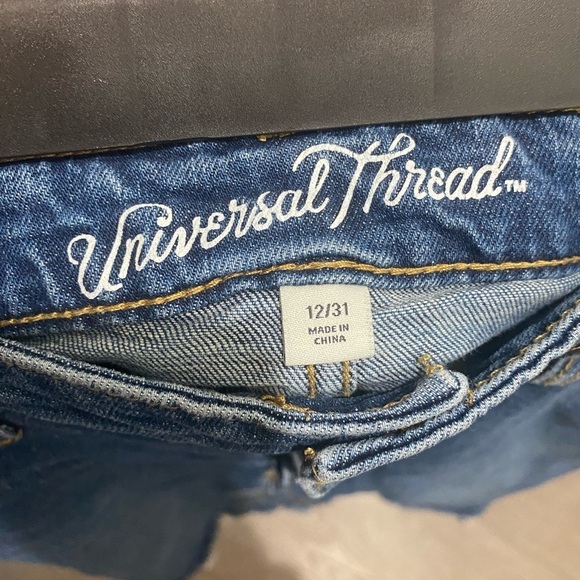 Universal Thread™
12/31
MADE IN
CHINA